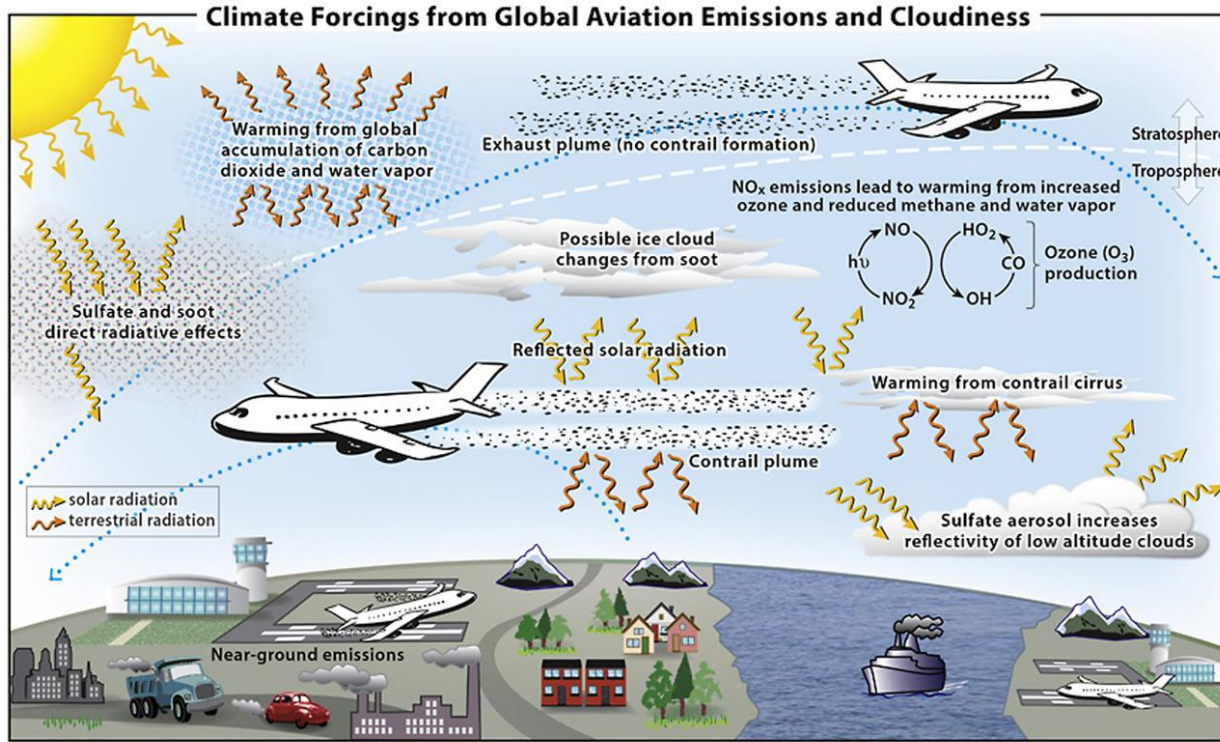 Climate Forcings from Global Aviation Emissions and Cloudiness
Warming from global
accumulation of carbon
dioxide and water vapor
Exhaust plume (no contrail formation)
Stratosphere
Troposphere
NOₓ emissions lead to warming from increased
ozone and reduced methane and water vapor
Possible ice cloud
changes from soot
NO
hυ
NO₂
HO₂
CO
OH
Ozone (O₃)
production
Sulfate and soot
direct radiative effects
Reflected solar radiation
Warming from contrail cirrus
Contrail plume
solar radiation
terrestrial radiation
Sulfate aerosol increases
reflectivity of low altitude clouds
Near-ground emissions